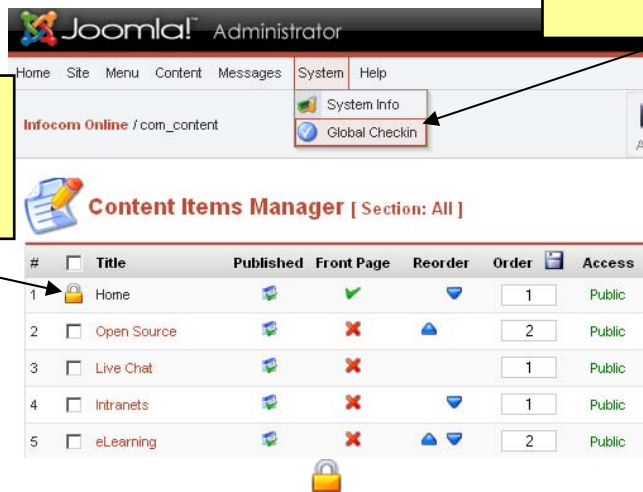 Joomla!™ Administrator
Home Site Menu Content Messages System Help
System Info
Global Checkin
Infocom Online / com_content
Content Items Manager [ Section: All ]
# Title Published Front Page Reorder Order Access
1 Home 1 Public
2 Open Source 2 Public
3 Live Chat 1 Public
4 Intranets 1 Public
5 eLearning 2 Public